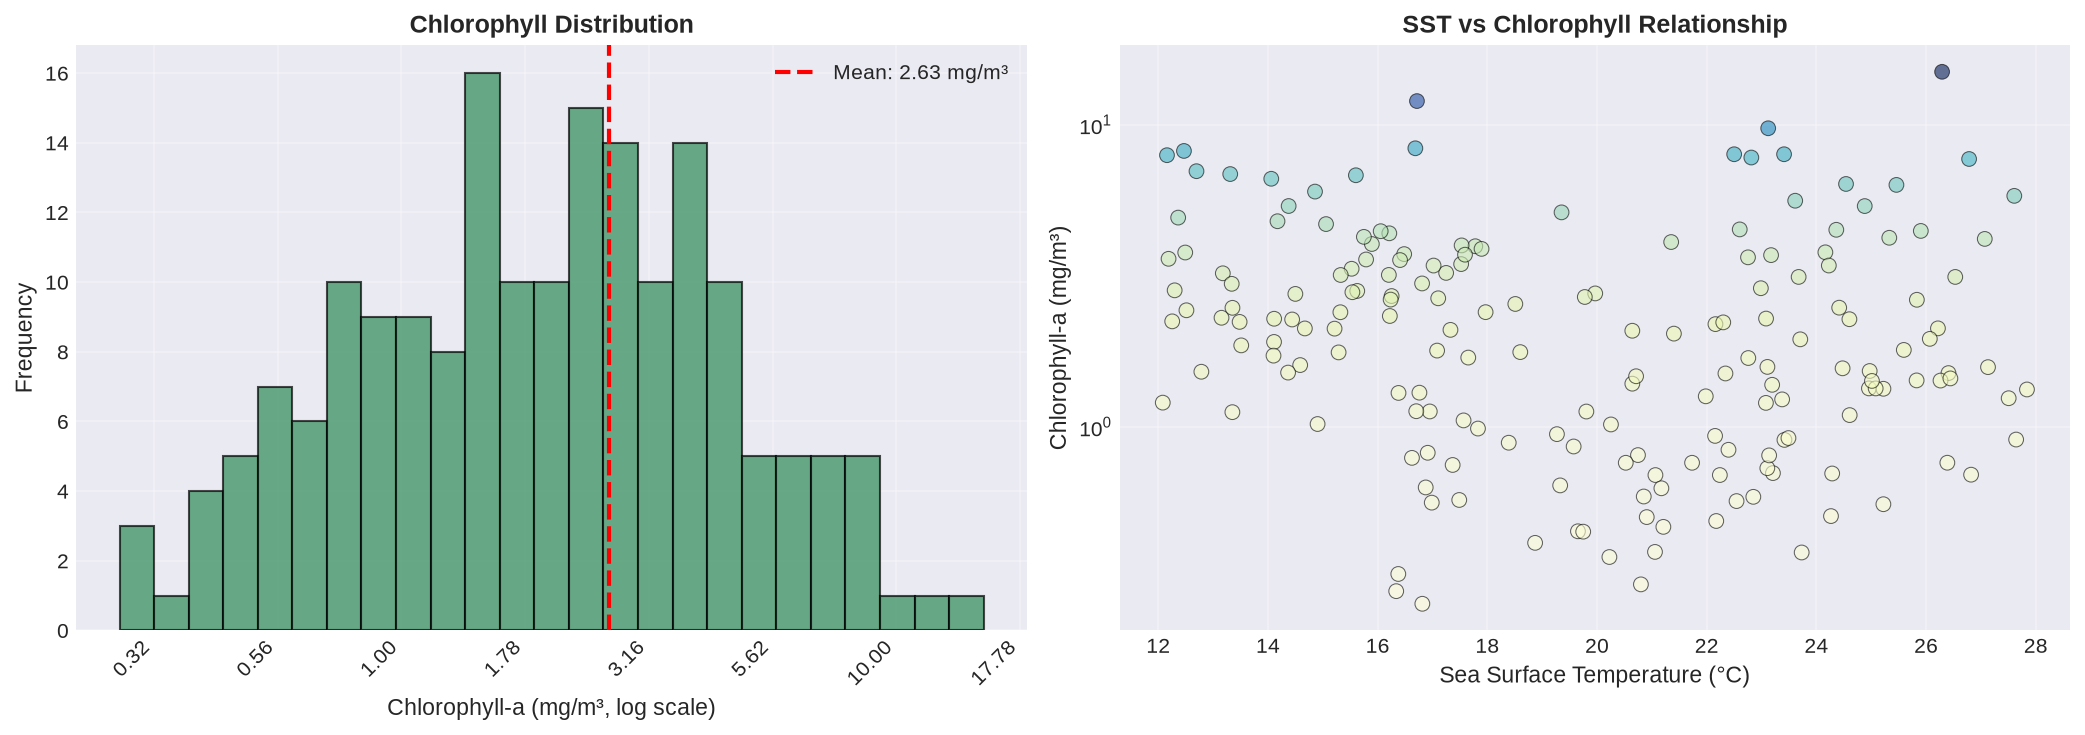 Chlorophyll Distribution
Mean: 2.63 mg/m³
Frequency
16
14
12
10
8
6
4
2
0
0.32 0.56 1.00 1.78 3.16 5.62 10.00 17.78
Chlorophyll-a (mg/m³, log scale)
SST vs Chlorophyll Relationship
Chlorophyll-a (mg/m³)
10¹
10⁰
12 14 16 18 20 22 24 26 28
Sea Surface Temperature (°C)